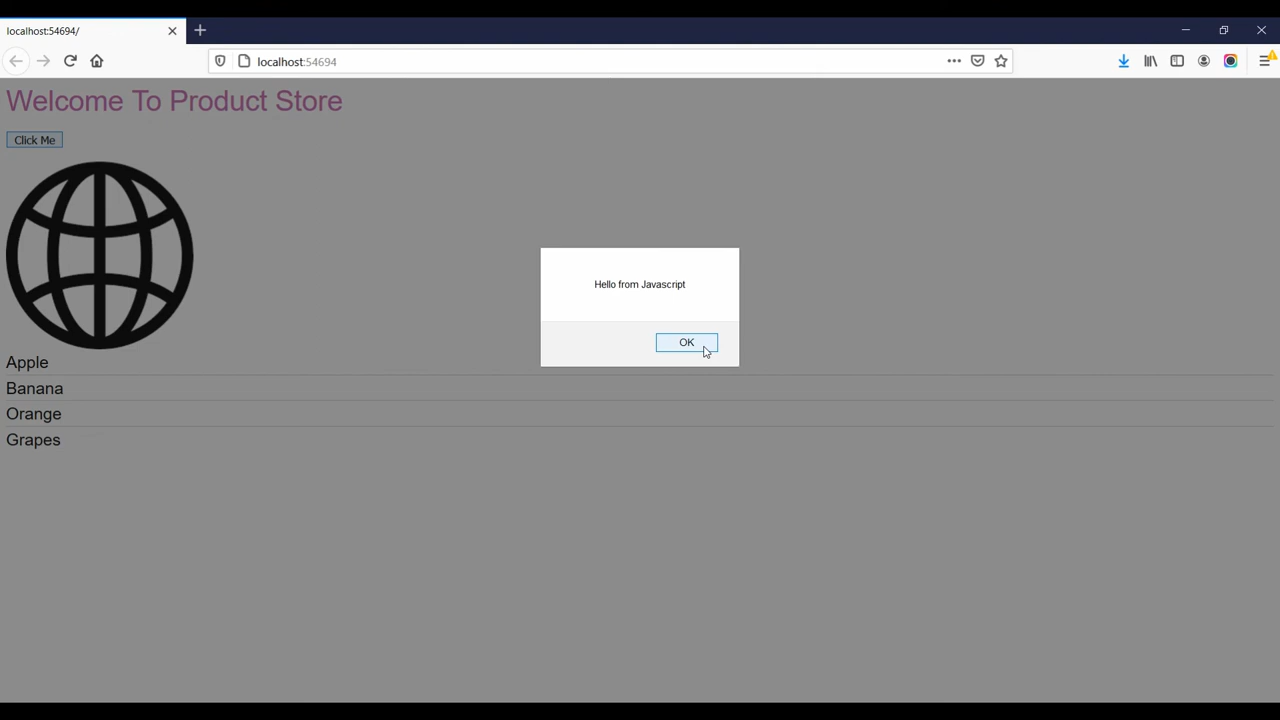 localhost:54694/
localhost:54694
Welcome To Product Store
Click Me
Hello from Javascript
OK
Apple
Banana
Orange
Grapes